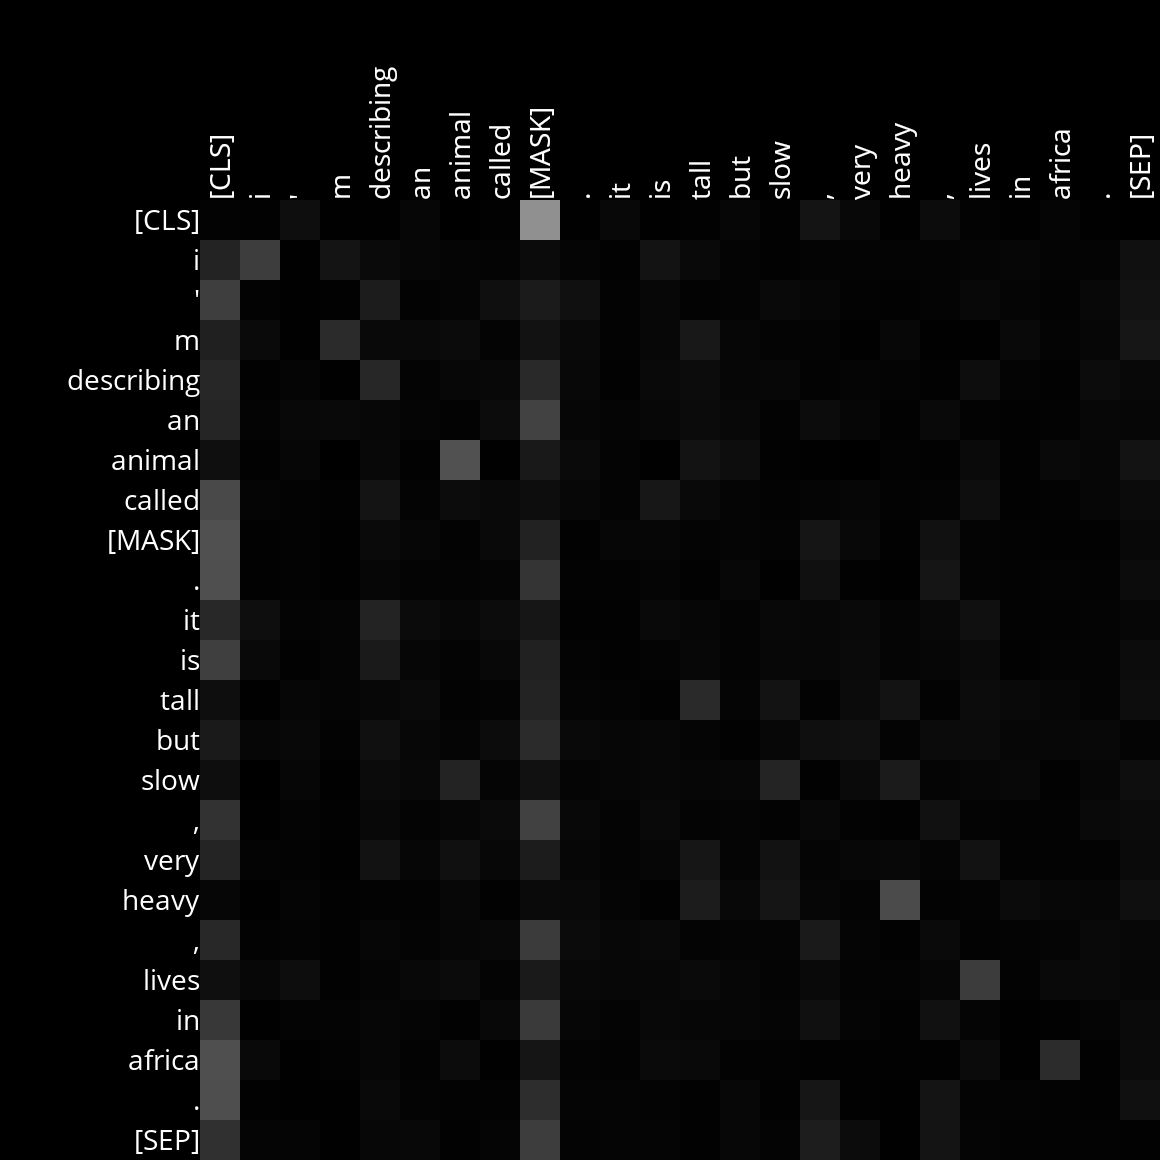 [CLS] i ' m describing an animal called [MASK] . it is tall but slow , very heavy , lives in africa . [SEP]
[CLS]
i
'
m
describing
an
animal
called
[MASK]
.
it
is
tall
but
slow
,
very
heavy
,
lives
in
africa
.
[SEP]